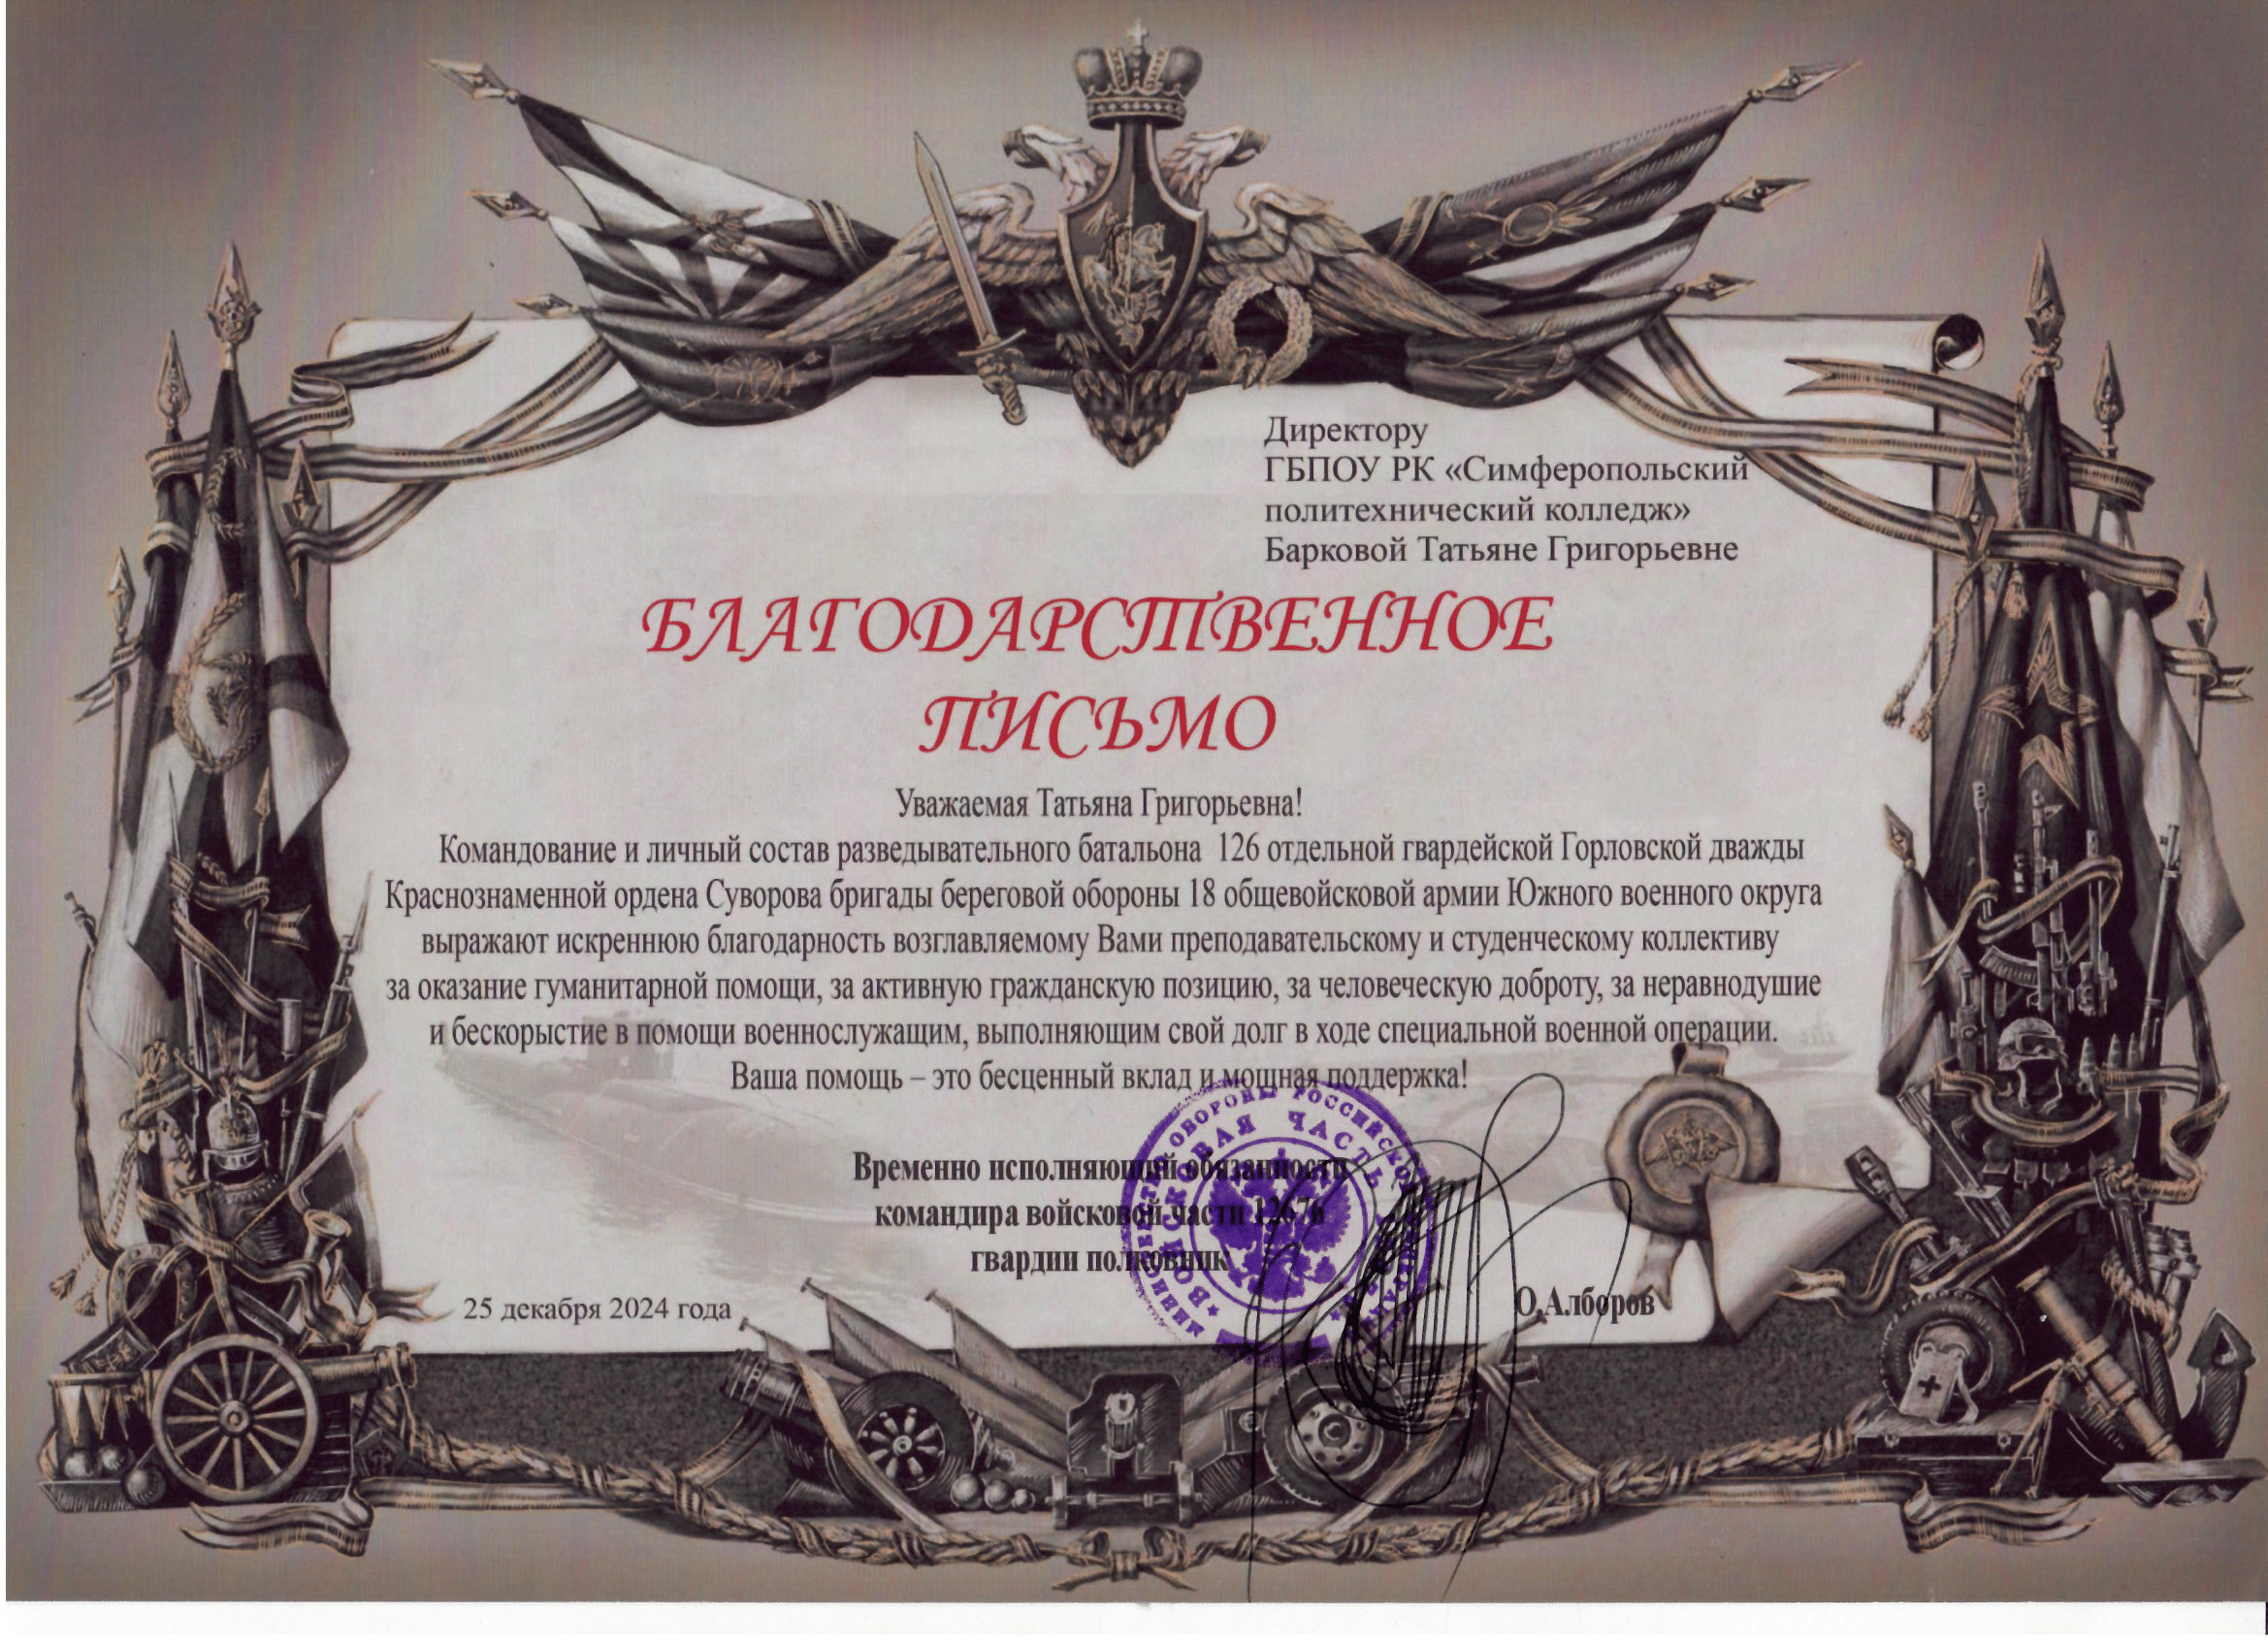 Директору
ГБПОУ РК «Симферопольский
политехнический колледж»
Барковой Татьяне Григорьевне
БЛАГОДАРСТВЕННОЕ
ПИСЬМО
Уважаемая Татьяна Григорьевна!
Командование и личный состав разведывательного батальона 126 отдельной гвардейской Горловской дважды
Краснознаменной ордена Суворова бригады береговой обороны 18 общевойсковой армии Южного военного округа
выражают искреннюю благодарность возглавляемому Вами преподавательскому и студенческому коллективу
за оказание гуманитарной помощи, за активную гражданскую позицию, за человеческую доброту, за неравнодушие
и бескорыстие в помощи военнослужащим, выполняющим свой долг в ходе специальной военной операции.
Ваша помощь – это бесценный вклад и мощная поддержка!
Временно исполняющий обязанности
командира войсковой части 12676
гвардии полковник
О.Алборов
25 декабря 2024 года
МИНИСТЕРСТВО ОБОРОНЫ РОССИЙСКОЙ
ВОЙСКОВАЯ ЧАСТЬ